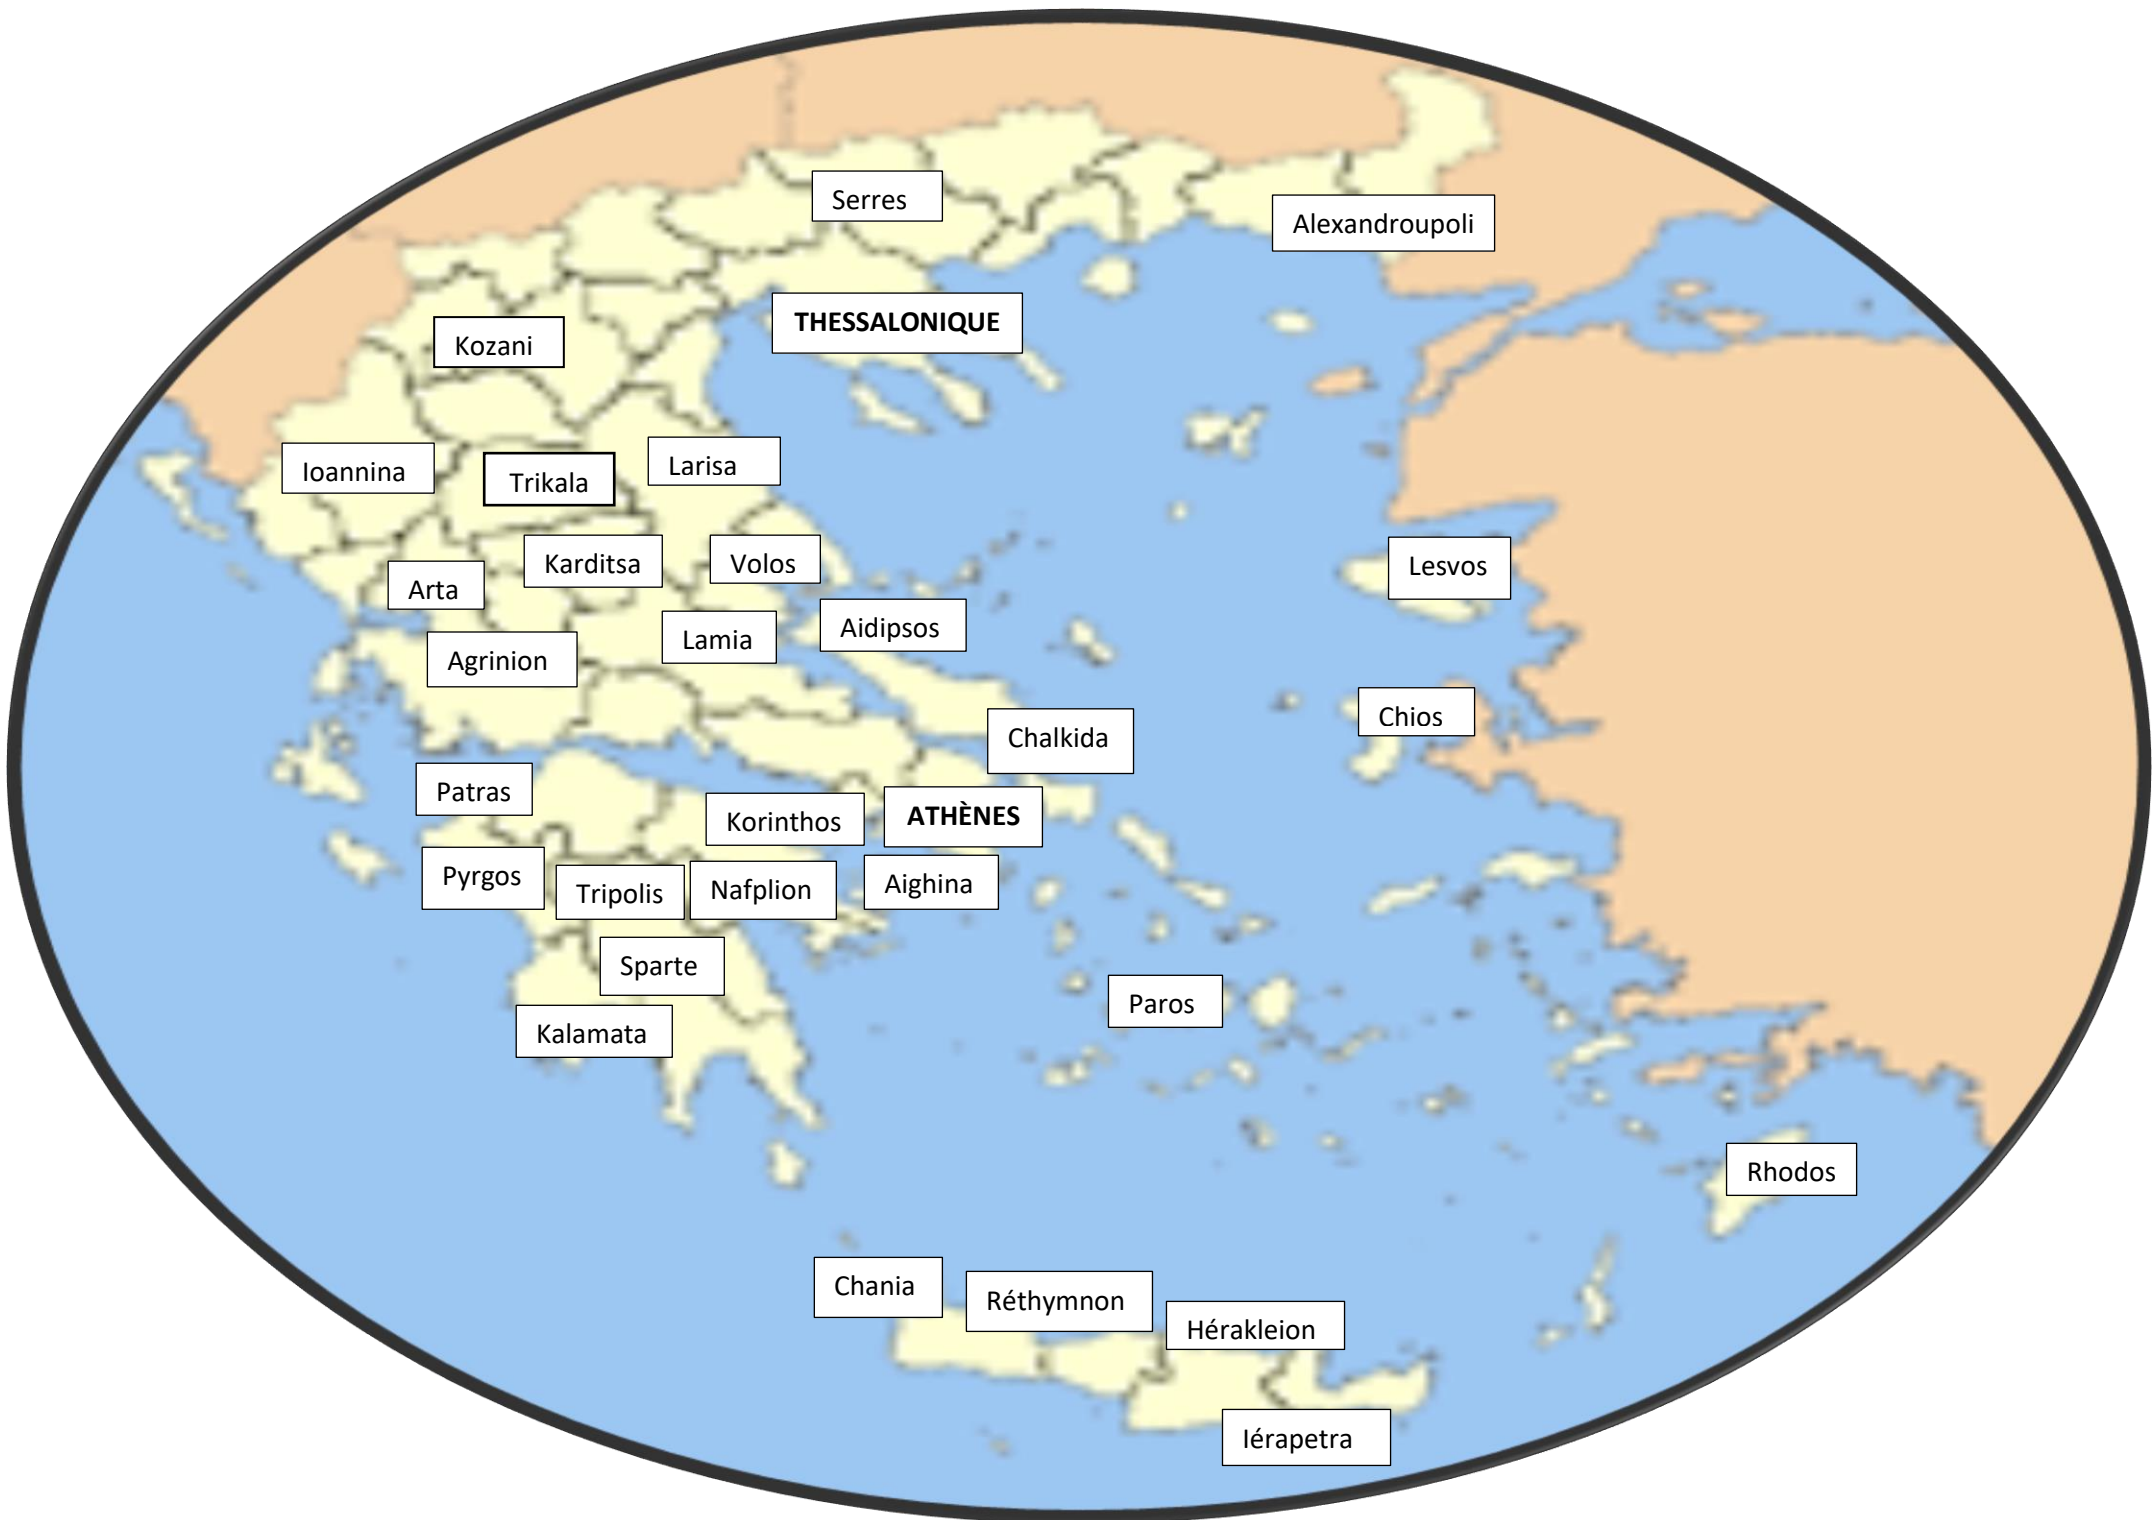 Serres
Alexandroupoli
THESSALONIQUE
Kozani
Ioannina
Trikala
Larisa
Karditsa
Volos
Lesvos
Arta
Aidipsos
Lamia
Agrinion
Chios
Chalkida
Patras
Korinthos
ATHÈNES
Pyrgos
Tripolis
Nafplion
Aighina
Sparte
Paros
Kalamata
Rhodos
Chania
Réthymnon
Hérakleion
Iérapetra